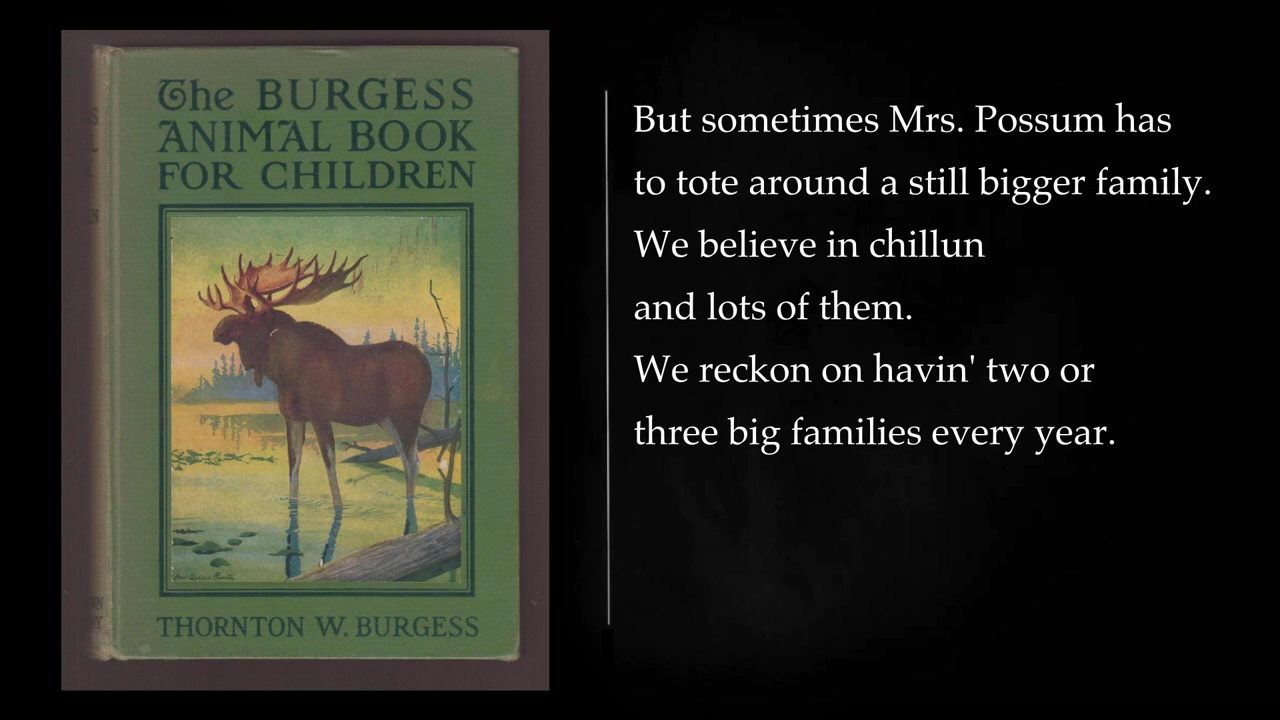 The BURGESS
ANIMAL BOOK
FOR CHILDREN
THORNTON W. BURGESS
But sometimes Mrs. Possum has
to tote around a still bigger family.
We believe in chillun
and lots of them.
We reckon on havin' two or
three big families every year.